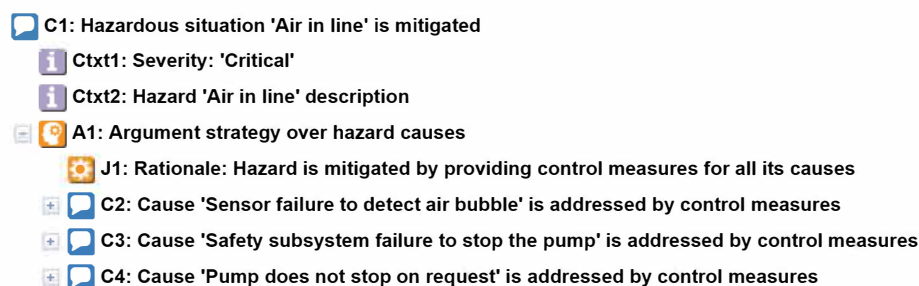 C1: Hazardous situation 'Air in line' is mitigated
Ctxt1: Severity: 'Critical'
Ctxt2: Hazard 'Air in line' description
A1: Argument strategy over hazard causes
J1: Rationale: Hazard is mitigated by providing control measures for all its causes
C2: Cause 'Sensor failure to detect air bubble' is addressed by control measures
C3: Cause 'Safety subsystem failure to stop the pump' is addressed by control measures
C4: Cause 'Pump does not stop on request' is addressed by control measures